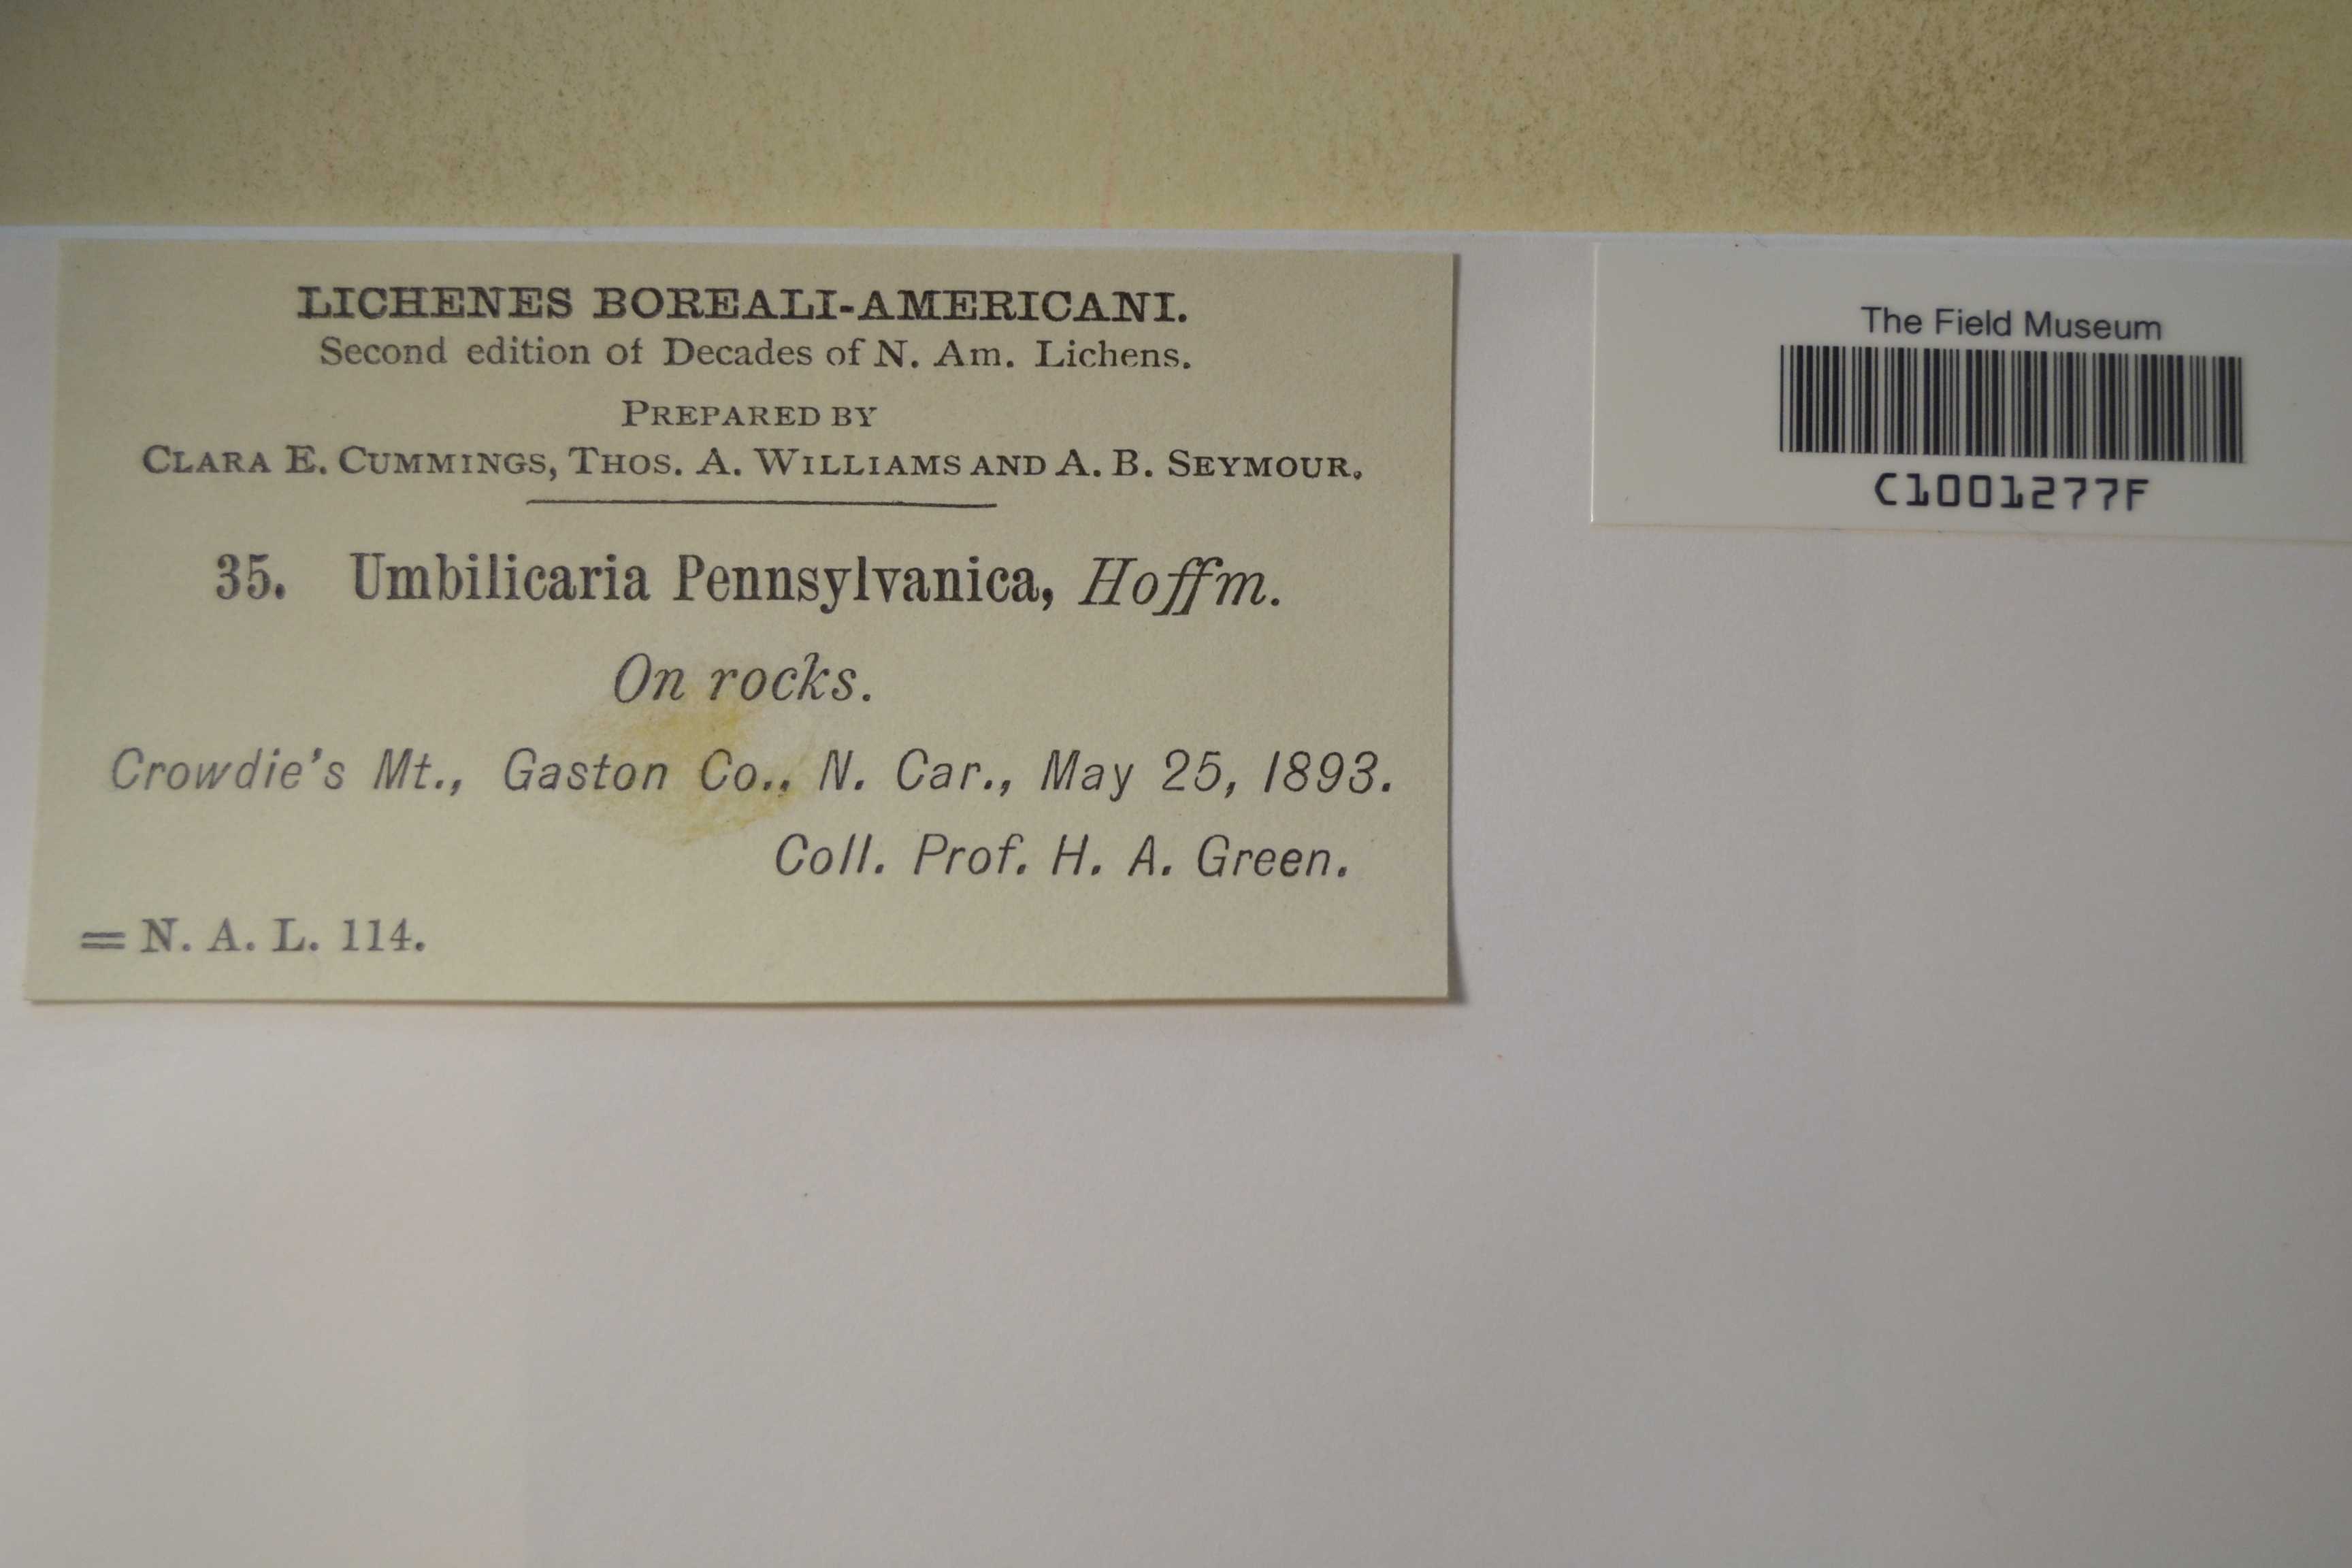 LICHENES BOREALI-AMERICANI.
Second edition of Decades of N. Am. Lichens.
PREPARED BY
CLARA E. CUMMINGS, THOS. A. WILLIAMS AND A. B. SEYMOUR.
35. Umbilicaria Pennsylvanica, Hoffm.
On rocks.
Crowdie's Mt., Gaston Co., N. Car., May 25, 1893.
Coll. Prof. H. A. Green.
= N. A. L. 114.
The Field Museum
C1001277F